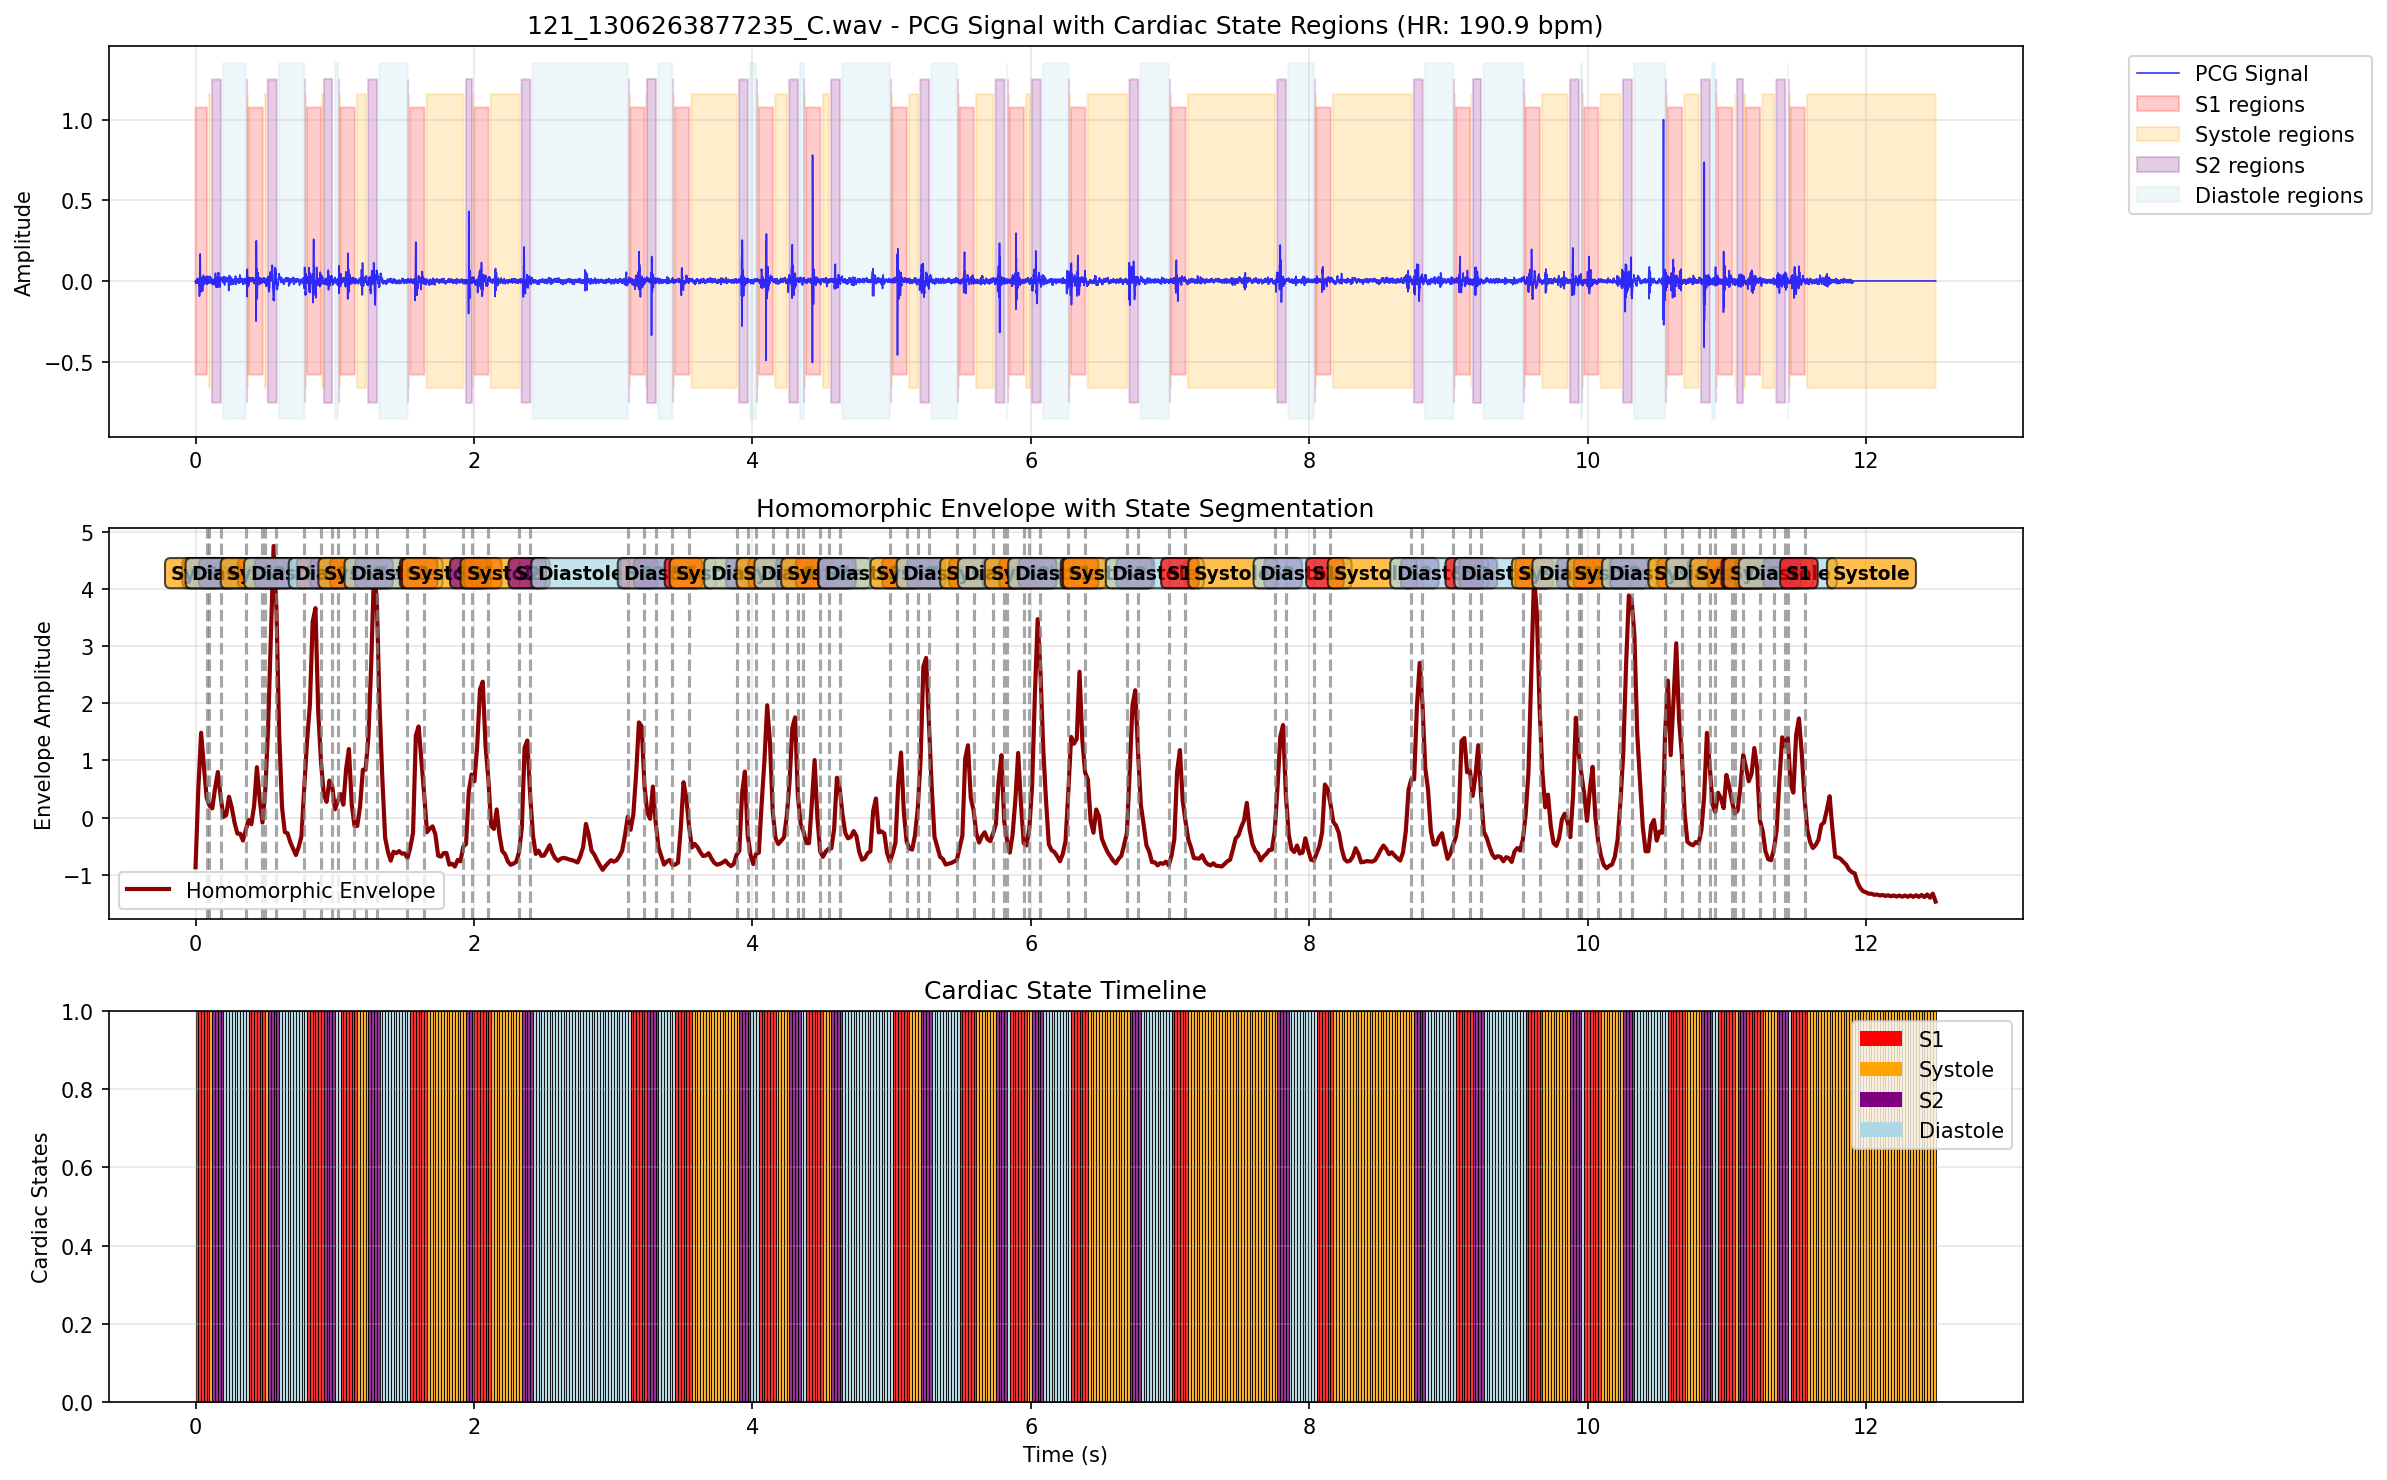 121_1306263877235_C.wav - PCG Signal with Cardiac State Regions (HR: 190.9 bpm)
Amplitude
1.0
0.5
0.0
−0.5
0 2 4 6 8 10 12
PCG Signal
S1 regions
Systole regions
S2 regions
Diastole regions
Homomorphic Envelope with State Segmentation
Envelope Amplitude
5
4
3
2
1
0
−1
Diastole
Systole
Homomorphic Envelope
0 2 4 6 8 10 12
Cardiac State Timeline
Cardiac States
1.0
0.8
0.6
0.4
0.2
0.0
S1
Systole
S2
Diastole
0 2 4 6 8 10 12
Time (s)